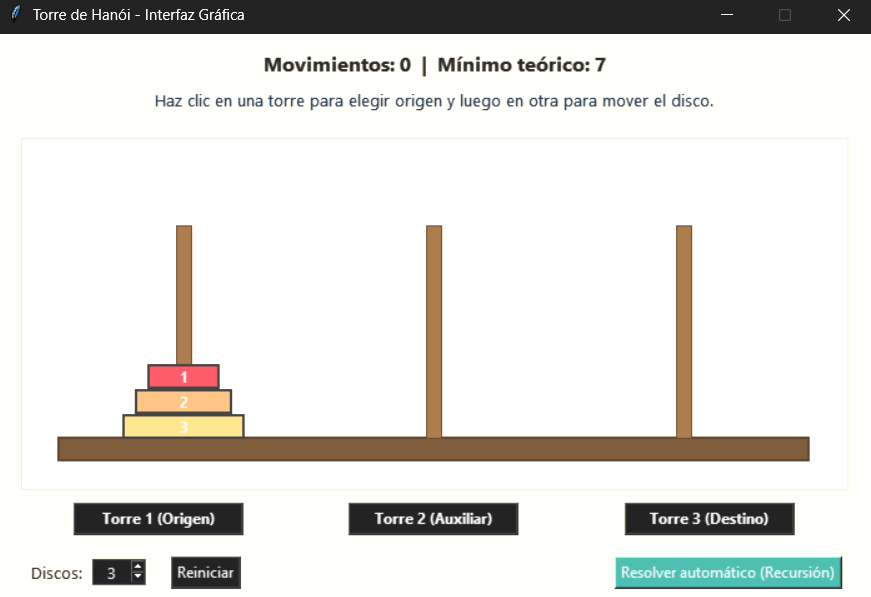 Torre de Hanói - Interfaz Gráfica
Movimientos: 0 | Mínimo teórico: 7
Haz clic en una torre para elegir origen y luego en otra para mover el disco.
1
2
3
Torre 1 (Origen) Torre 2 (Auxiliar) Torre 3 (Destino)
Discos: 3 Reiniciar Resolver automático (Recursión)